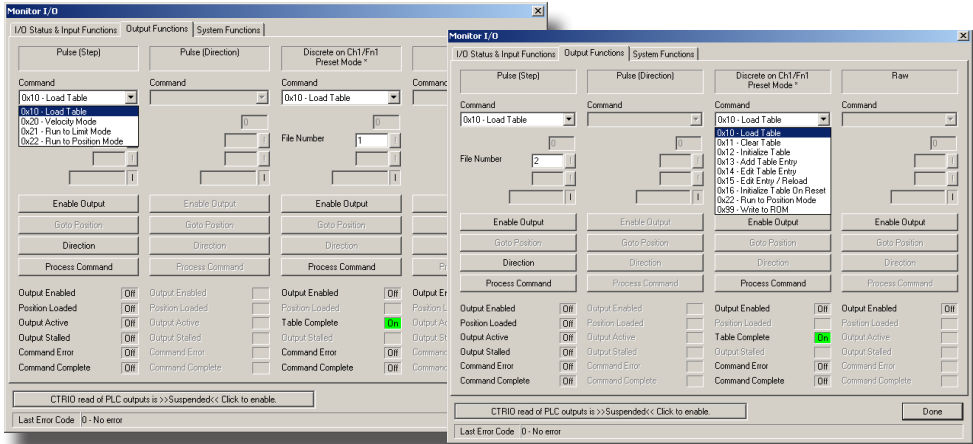 Monitor I/O
I/O Status & Input Functions Output Functions System Functions
Pulse (Step) Pulse (Direction) Discrete on Ch1/Fn1
Preset Mode *
Command Command Command Command
0x10 - Load Table 0x10 - Load Table
0x10 - Load Table
0x20 - Velocity Mode
0x21 - Run to Limit Mode
0x22 - Run to Position Mode
0 0
File Number 1
Enable Output Enable Output Enable Output
Goto Position Goto Position Goto Position
Direction Direction Direction
Process Command Process Command Process Command
Output Enabled Off Output Enabled Output Enabled Off Output E
Position Loaded Position Loaded Position Loaded Position L
Output Active Off Output Active Table Complete On Output A
Output Stalled Off Output Stalled Output Stalled Output St
Command Error Off Command Error Command Error Off Command
Command Complete Off Command Complete Command Complete Off Command
CTRIO read of PLC outputs is >>Suspended<< Click to enable.
Last Error Code 0 - No error
Monitor I/O
I/O Status & Input Functions Output Functions System Functions
Pulse (Step) Pulse (Direction) Discrete on Ch1/Fn1 Raw
Preset Mode *
Command Command Command Command
0x10 - Load Table 0x10 - Load Table
0x10 - Load Table
0x11 - Clear Table
0x12 - Initialize Table
0x13 - Add Table Entry
0x14 - Edit Table Entry
0x15 - Edit Entry / Reload
0x16 - Initialize Table On Reset
0x22 - Run to Position Mode
0x99 - Write to ROM
0 0 0
File Number 2
Enable Output Enable Output Enable Output Enable Output
Goto Position Goto Position Goto Position Goto Position
Direction Direction Direction Direction
Process Command Process Command Process Command Process Command
Output Enabled Off Output Enabled Output Enabled Off Output Enabled Off
Position Loaded Position Loaded Position Loaded Position Loaded
Output Active Off Output Active Table Complete On Output Active
Output Stalled Off Output Stalled Output Stalled Output Stalled
Command Error Off Command Error Command Error Off Command Error
Command Complete Off Command Complete Command Complete Off Command Complete
CTRIO read of PLC outputs is >>Suspended<< Click to enable. Done
Last Error Code 0 - No error